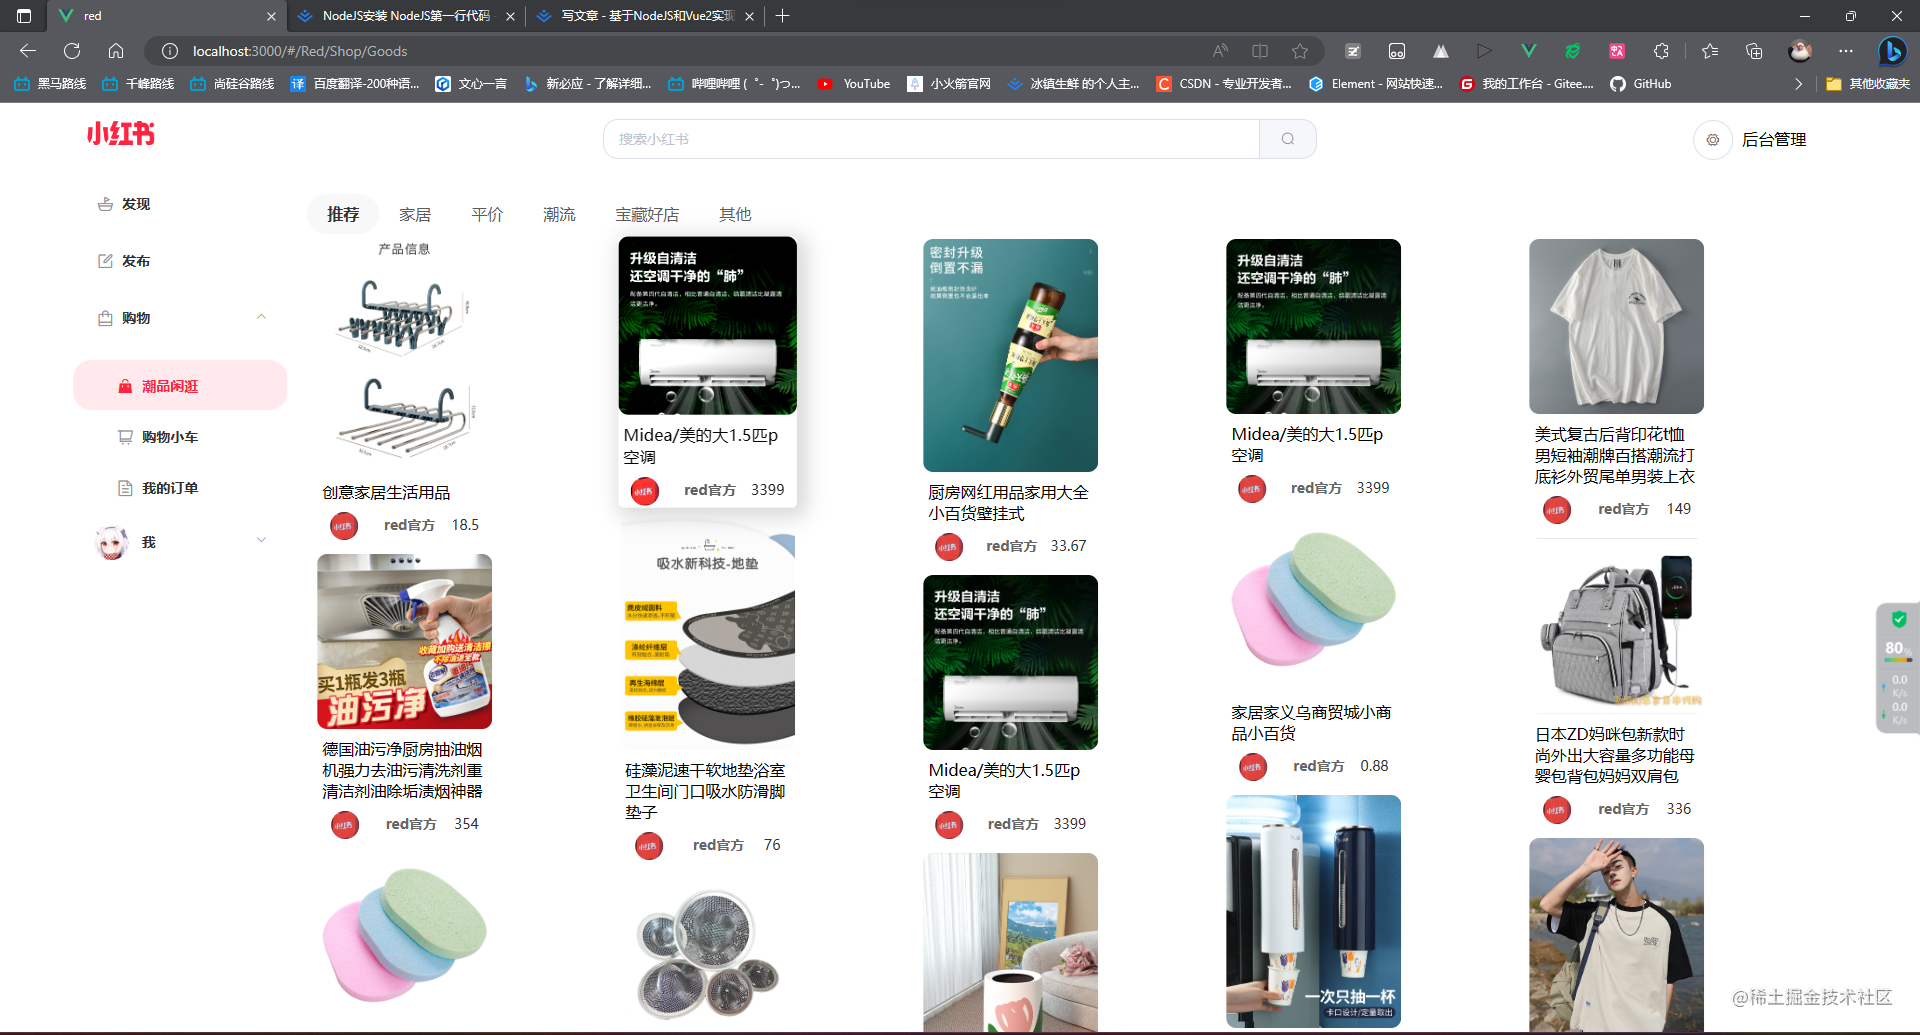 red
NodeJS安装 NodeJS第一行代码
写文章 - 基于NodeJS和Vue2实现
localhost:3000/#/Red/Shop/Goods
黑马路线
千峰路线
尚硅谷路线
百度翻译-200种语...
文心一言
新必应 - 了解详细...
哔哩哔哩 (゜-゜)つ...
YouTube
小火箭官网
冰镇生鲜 的个人主...
CSDN - 专业开发者...
Element - 网站快速...
我的工作台 - Gitee....
GitHub
其他收藏夹
小红书
搜索小红书
后台管理
发现
发布
购物
潮品闲逛
购物小车
我的订单
我
推荐
家居
平价
潮流
宝藏好店
其他
产品信息
创意家居生活用品
red官方 18.5
买1瓶发3瓶
油污净
德国油污净厨房抽油烟
机强力去油污清洗剂重
清洁剂油除垢渍烟神器
red官方 354
升级自清洁
还空调干净的“肺”
Midea/美的大1.5匹p
空调
red官方 3399
吸水新科技-地垫
再生海绵层
硅藻泥速干软地垫浴室
卫生间门口吸水防滑脚
垫子
red官方 76
密封升级
倒置不漏
厨房网红用品家用大全
小百货壁挂式
red官方 33.67
升级自清洁
还空调干净的“肺”
Midea/美的大1.5匹p
空调
red官方 3399
升级自清洁
还空调干净的“肺”
Midea/美的大1.5匹p
空调
red官方 3399
家居家义乌商贸城小商
品小百货
red官方 0.88
一次只抽一杯
卡口设计/定量取出
美式复古后背印花t恤
男短袖潮牌百搭潮流打
底衫外贸尾单男装上衣
red官方 149
日本ZD妈咪包新款时
尚外出大容量多功能母
婴包背包妈妈双肩包
red官方 336
80%
0.0
K/s
0.0
K/s
@稀土掘金技术社区